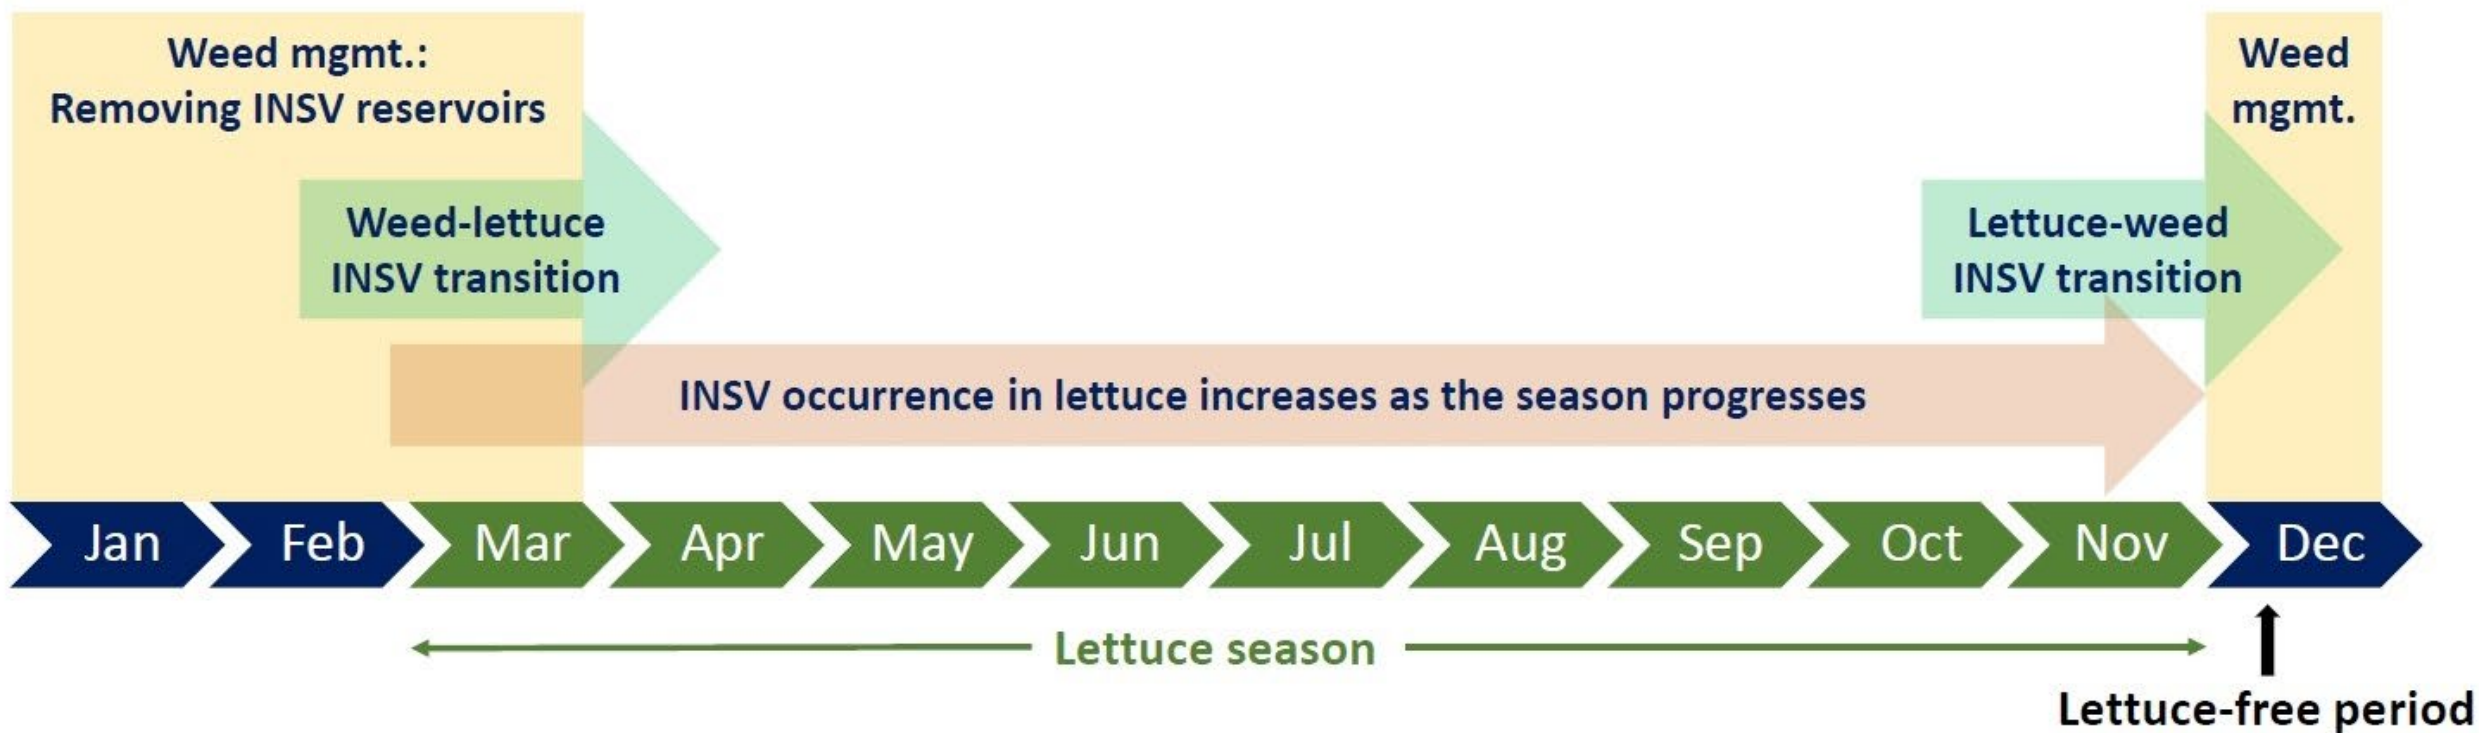 Weed mgmt.:
Removing INSV reservoirs
Weed
mgmt.
Weed-lettuce
INSV transition
Lettuce-weed
INSV transition
INSV occurrence in lettuce increases as the season progresses
Jan Feb Mar Apr May Jun Jul Aug Sep Oct Nov Dec
Lettuce season
Lettuce-free period